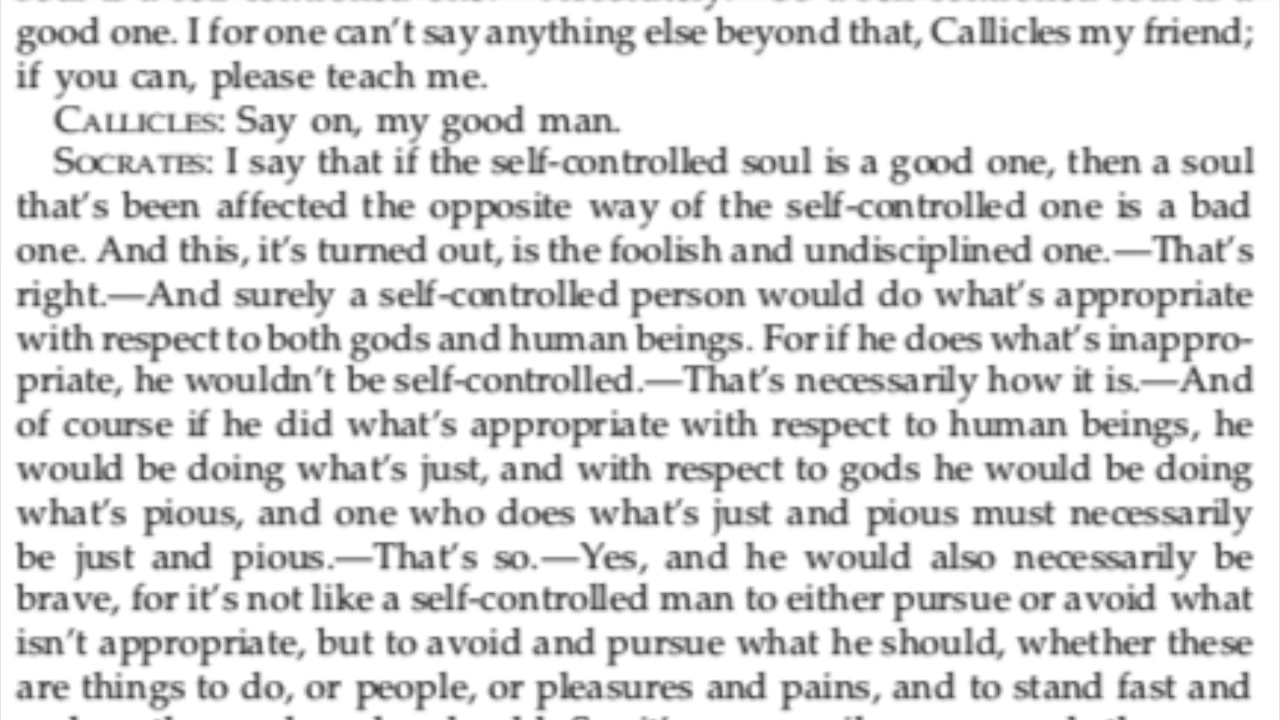 good one. I for one can't say anything else beyond that, Callicles my friend;
if you can, please teach me.
CALLICLES: Say on, my good man.
SOCRATES: I say that if the self-controlled soul is a good one, then a soul
that's been affected the opposite way of the self-controlled one is a bad
one. And this, it's turned out, is the foolish and undisciplined one.—That's
right.—And surely a self-controlled person would do what's appropriate
with respect to both gods and human beings. For if he does what's inappro-
priate, he wouldn't be self-controlled.—That's necessarily how it is.—And
of course if he did what's appropriate with respect to human beings, he
would be doing what's just, and with respect to gods he would be doing
what's pious, and one who does what's just and pious must necessarily
be just and pious.—That's so.—Yes, and he would also necessarily be
brave, for it's not like a self-controlled man to either pursue or avoid what
isn't appropriate, but to avoid and pursue what he should, whether these
are things to do, or people, or pleasures and pains, and to stand fast and